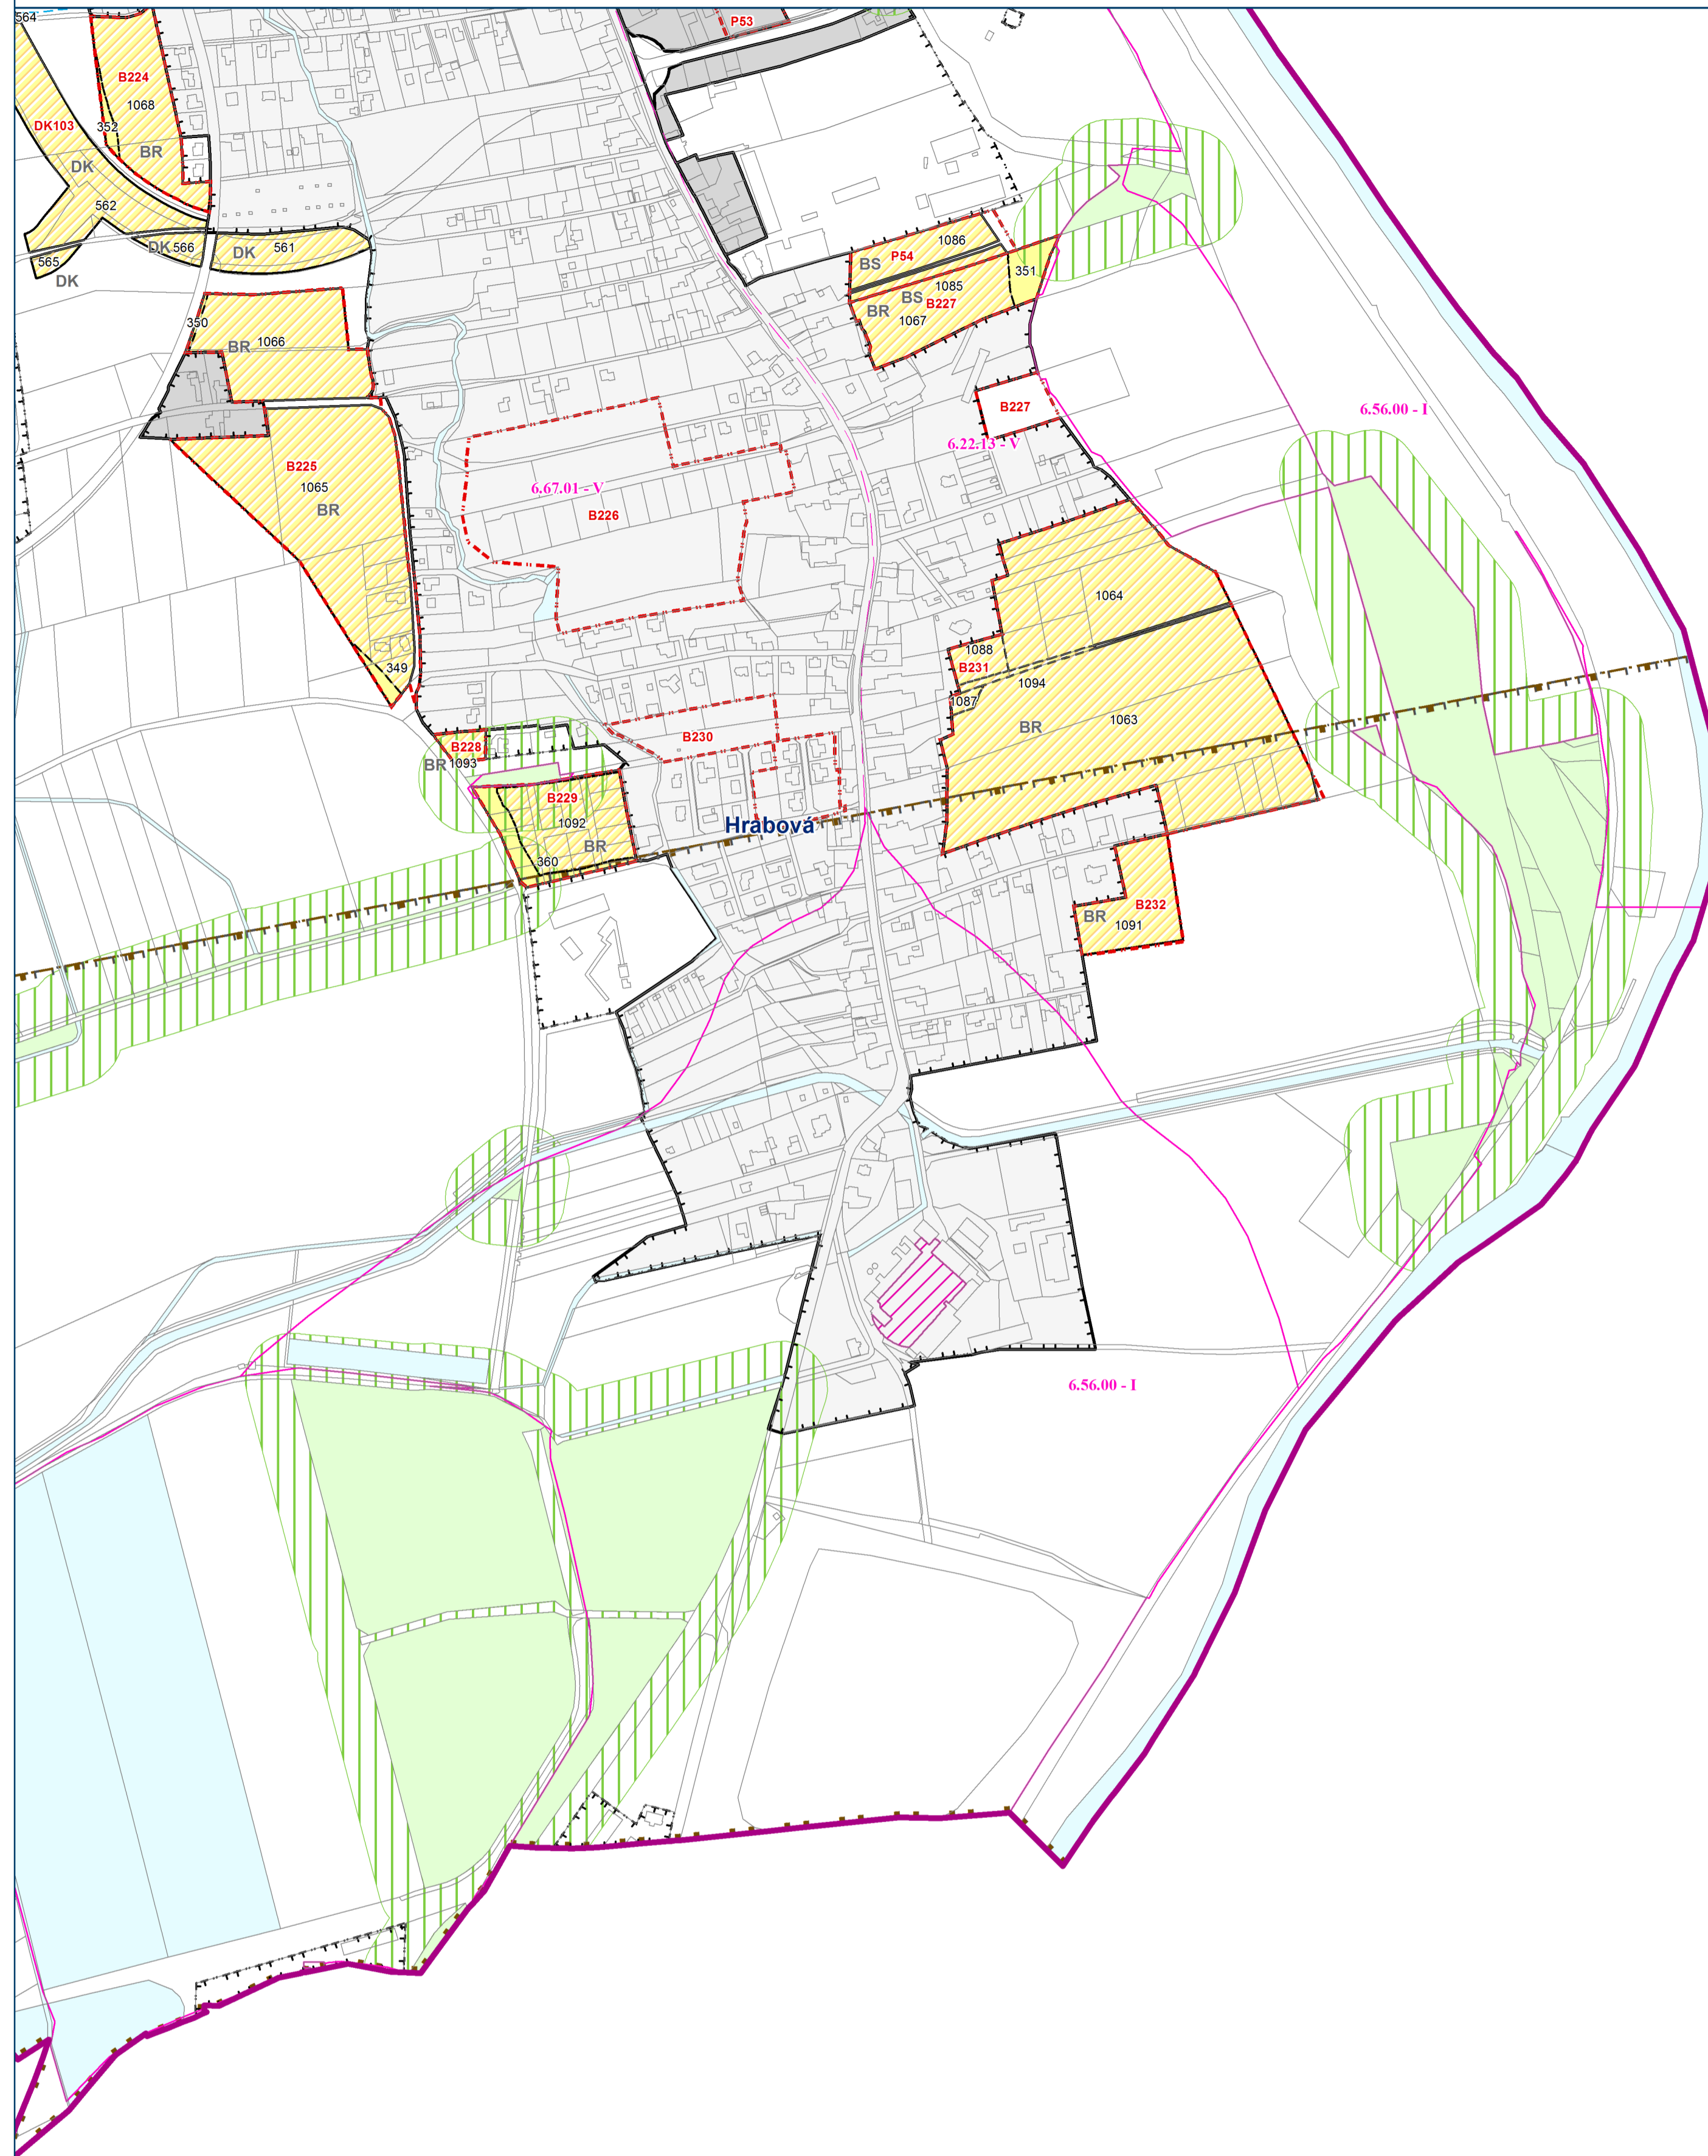 564
P53
B224
1068
DK103
352
DK
BR
562
DK
566
DK
561
565
DK
1086
P54
BS
351
1085
BS
B227
BR
1067
350
BR
1066
B227
6.56.00 - I
6.22.13 - V
B225
1065
BR
6.67.01 - V
B226
1064
1088
B231
349
1094
1087
1063
BR
B230
B228
BR
1093
B229
1092
Hrabová
BR
360
B232
BR
1091
6.56.00 - I